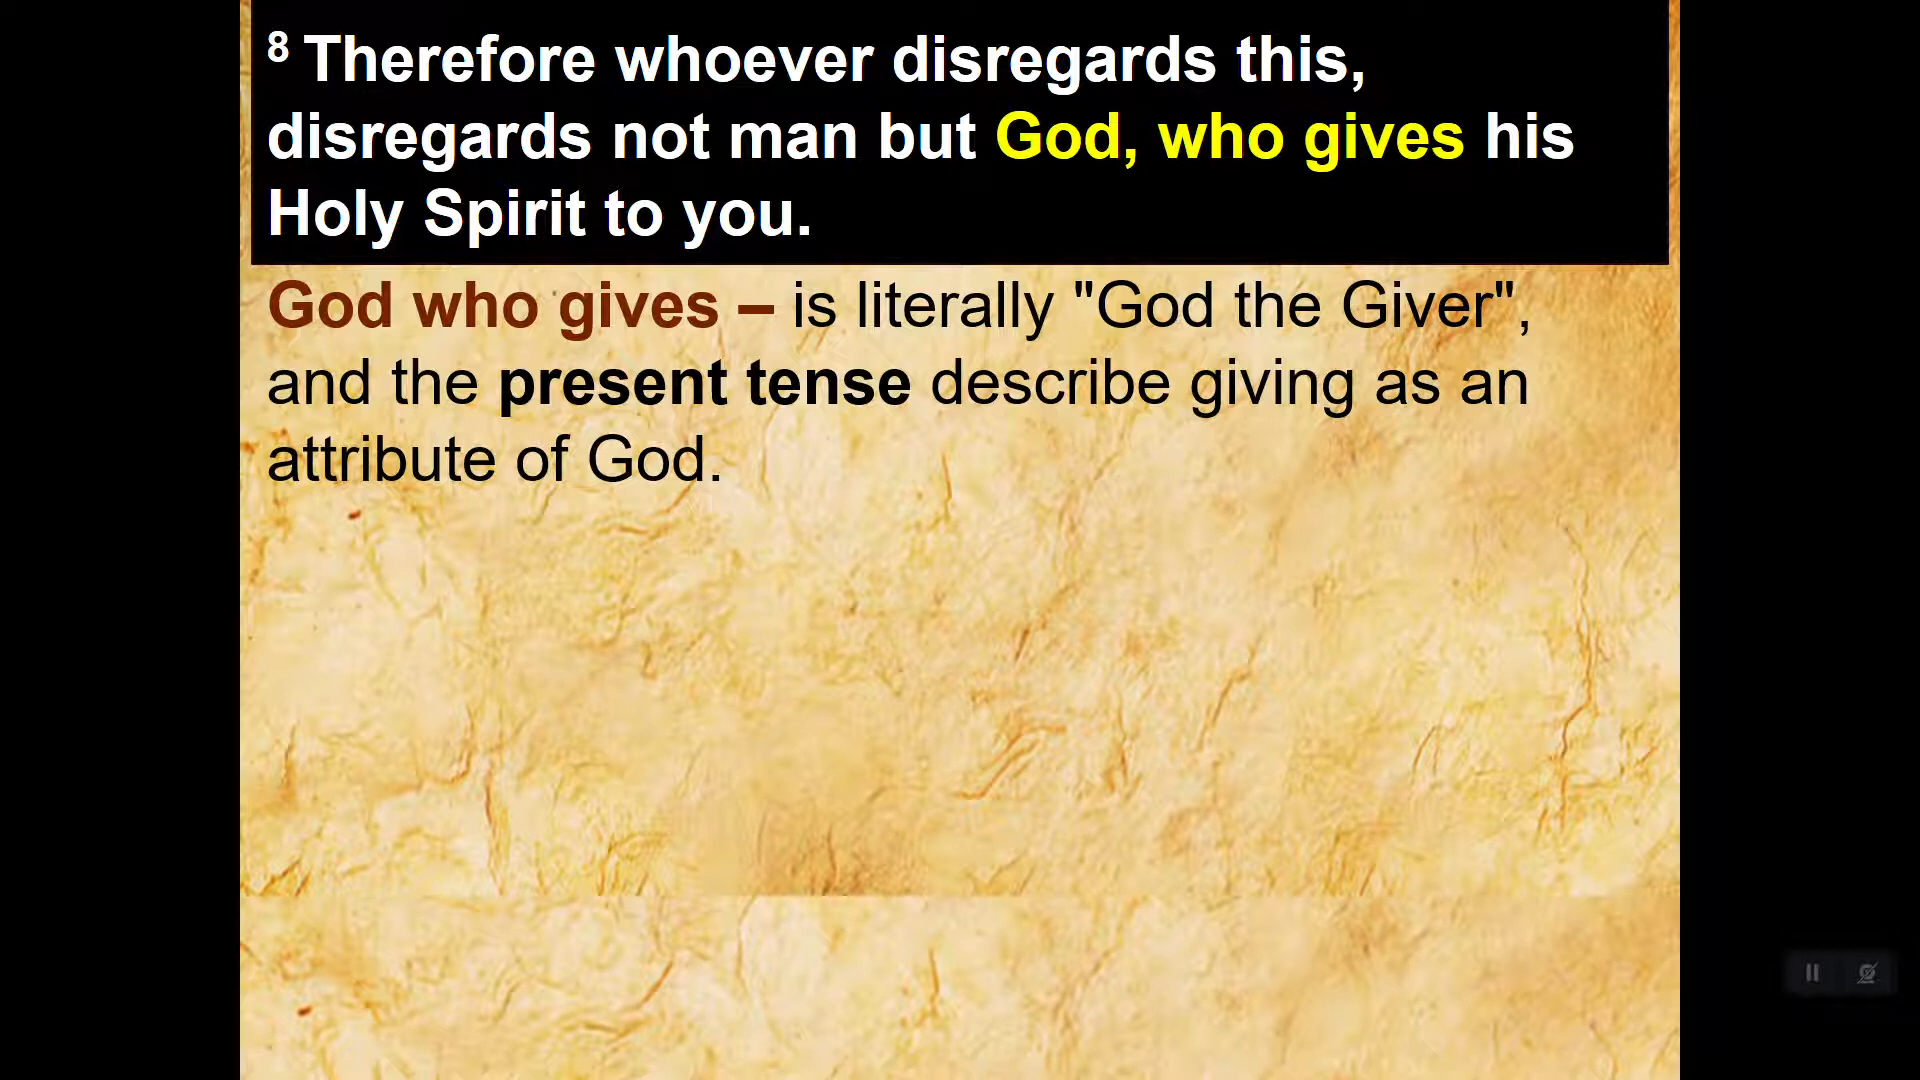 8 Therefore whoever disregards this,
disregards not man but God, who gives his
Holy Spirit to you.
God who gives – is literally "God the Giver",
and the present tense describe giving as an
attribute of God.